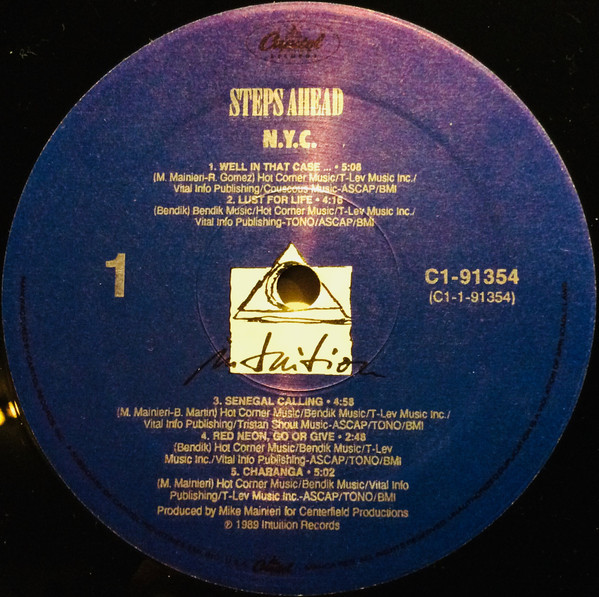 Capitol
RECORDS
STEPS AHEAD
N.Y.C.
1. WELL IN THAT CASE ... • 5:06
(M. Mainieri-R. Gomez) Hot Corner Music/T-Lev Music Inc./
Vital Info Publishing/Couscous Music-ASCAP/BMI
2. LUST FOR LIFE • 4:16
(Bendik) Bendik Music/Hot Corner Music/T-Lev Music Inc./
Vital Info Publishing-TONO/ASCAP/BMI
1
C1-91354
(C1-1-91354)
intuition
3. SENEGAL CALLING • 4:58
(M. Mainieri-B. Martin) Hot Corner Music/Bendik Music/T-Lev Music Inc./
Vital Info Publishing/Tristan Shout Music-ASCAP/TONO/BMI
4. RED NEON, GO OR GIVE • 2:48
(Bendik) Hot Corner Music/Bendik Music/T-Lev
Music Inc./Vital Info Publishing-ASCAP/TONO/BMI
5. CHARANGA • 5:02
(M. Mainieri) Hot Corner Music/Bendik Music/Vital Info
Publishing/T-Lev Music Inc.-ASCAP/TONO/BMI
Produced by Mike Mainieri for Centerfield Productions
℗ 1989 Intuition Records
Capitol